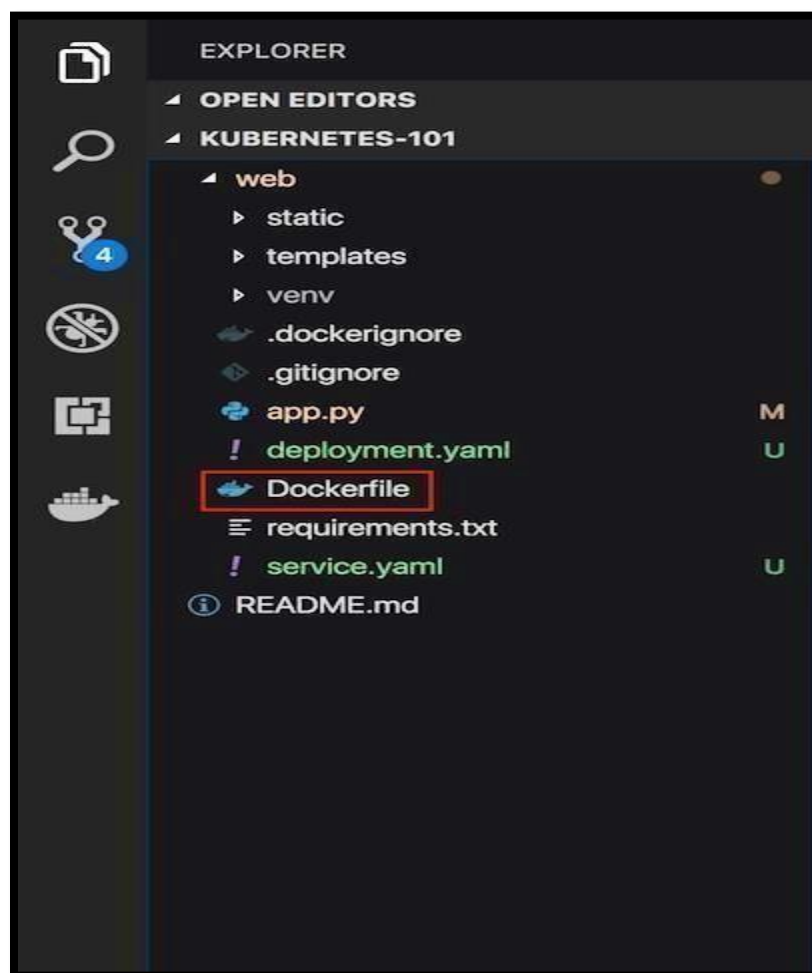 EXPLORER
OPEN EDITORS
KUBERNETES-101
web
static
templates
venv
4
.dockerignore
.gitignore
app.py M
deployment.yaml U
Dockerfile
requirements.txt
service.yaml U
README.md